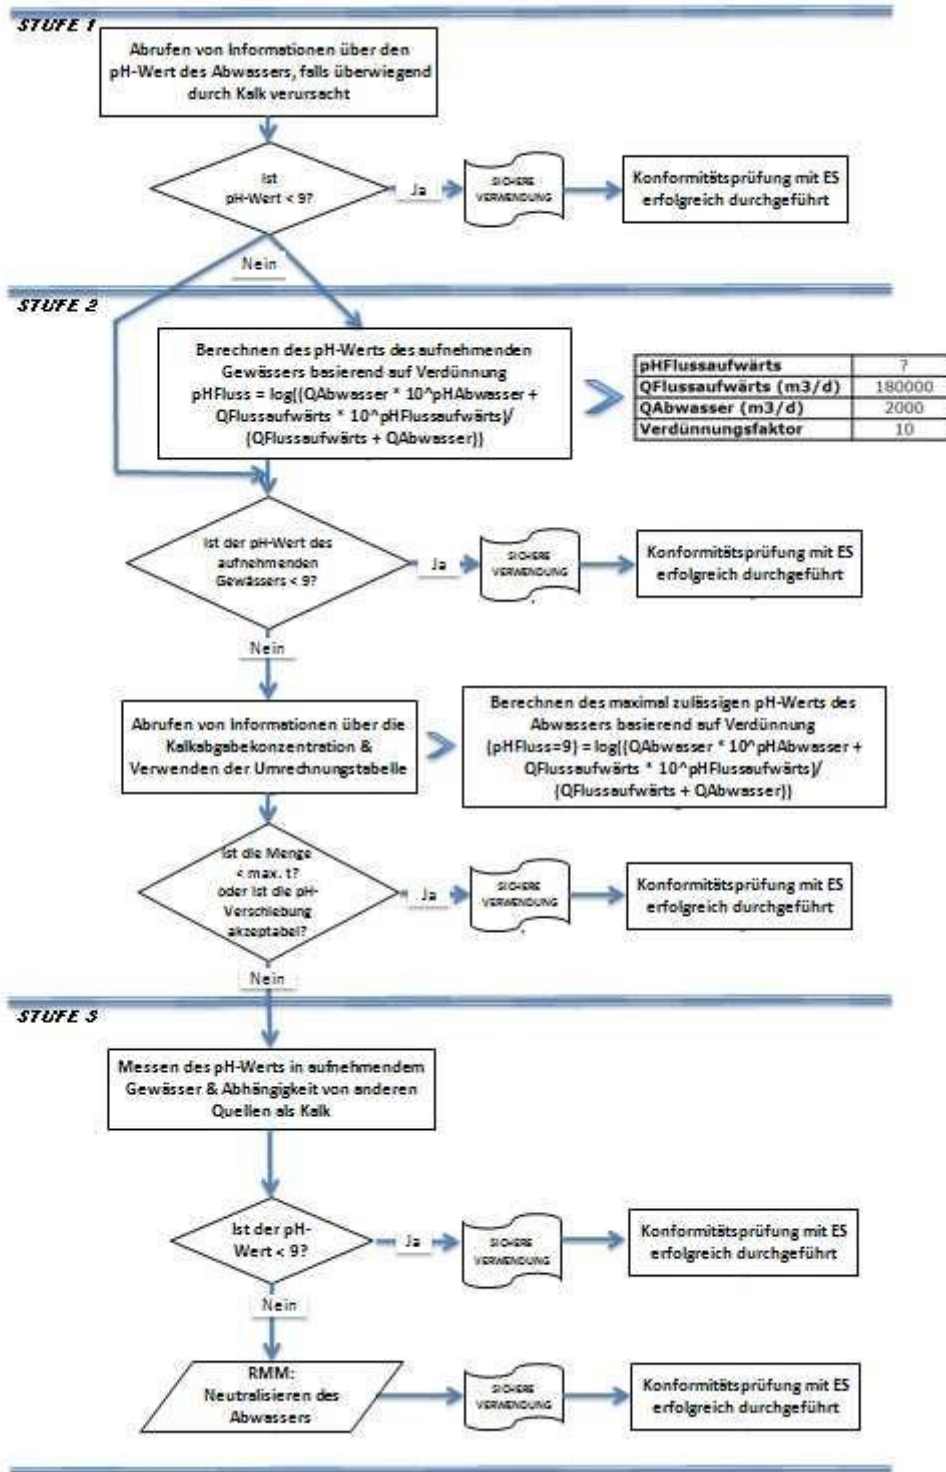 STUFE 1
Abrufen von Informationen über den
pH-Wert des Abwassers, falls überwiegend
durch Kalk verursacht
Ist
pH-Wert < 9?
Ja
SICHERE
VERWENDUNG
Konformitätsprüfung mit ES
erfolgreich durchgeführt
Nein
STUFE 2
Berechnen des pH-Werts des aufnehmenden
Gewässers basierend auf Verdünnung
pHFluss = log((QAbwasser * 10^pHAbwasser +
QFlussaufwärts * 10^pHFlussaufwärts)/
(QFlussaufwärts + QAbwasser))
pHFlussaufwärts ?
QFlussaufwärts (m3/d) 180000
QAbwasser (m3/d) 2000
Verdünnungsfaktor 10
Ist der pH-Wert des
aufnehmenden
Gewässers < 9?
Ja
SICHERE
VERWENDUNG
Konformitätsprüfung mit ES
erfolgreich durchgeführt
Nein
Abrufen von Informationen über die
Kalkabgabekonzentration &
Verwenden der Umrechnungstabelle
Berechnen des maximal zulässigen pH-Werts des
Abwassers basierend auf Verdünnung
(pHFluss=9) = log((QAbwasser * 10^pHAbwasser +
QFlussaufwärts * 10^pHFlussaufwärts)/
(QFlussaufwärts + QAbwasser))
Ist die Menge
< max. t?
oder ist die pH-
Verschiebung
akzeptabel?
Ja
SICHERE
VERWENDUNG
Konformitätsprüfung mit ES
erfolgreich durchgeführt
Nein
STUFE 3
Messen des pH-Werts in aufnehmendem
Gewässer & Abhängigkeit von anderen
Quellen als Kalk
Ist der pH-
Wert < 9?
Ja
SICHERE
VERWENDUNG
Konformitätsprüfung mit ES
erfolgreich durchgeführt
Nein
RMM:
Neutralisieren des
Abwassers
SICHERE
VERWENDUNG
Konformitätsprüfung mit ES
erfolgreich durchgeführt